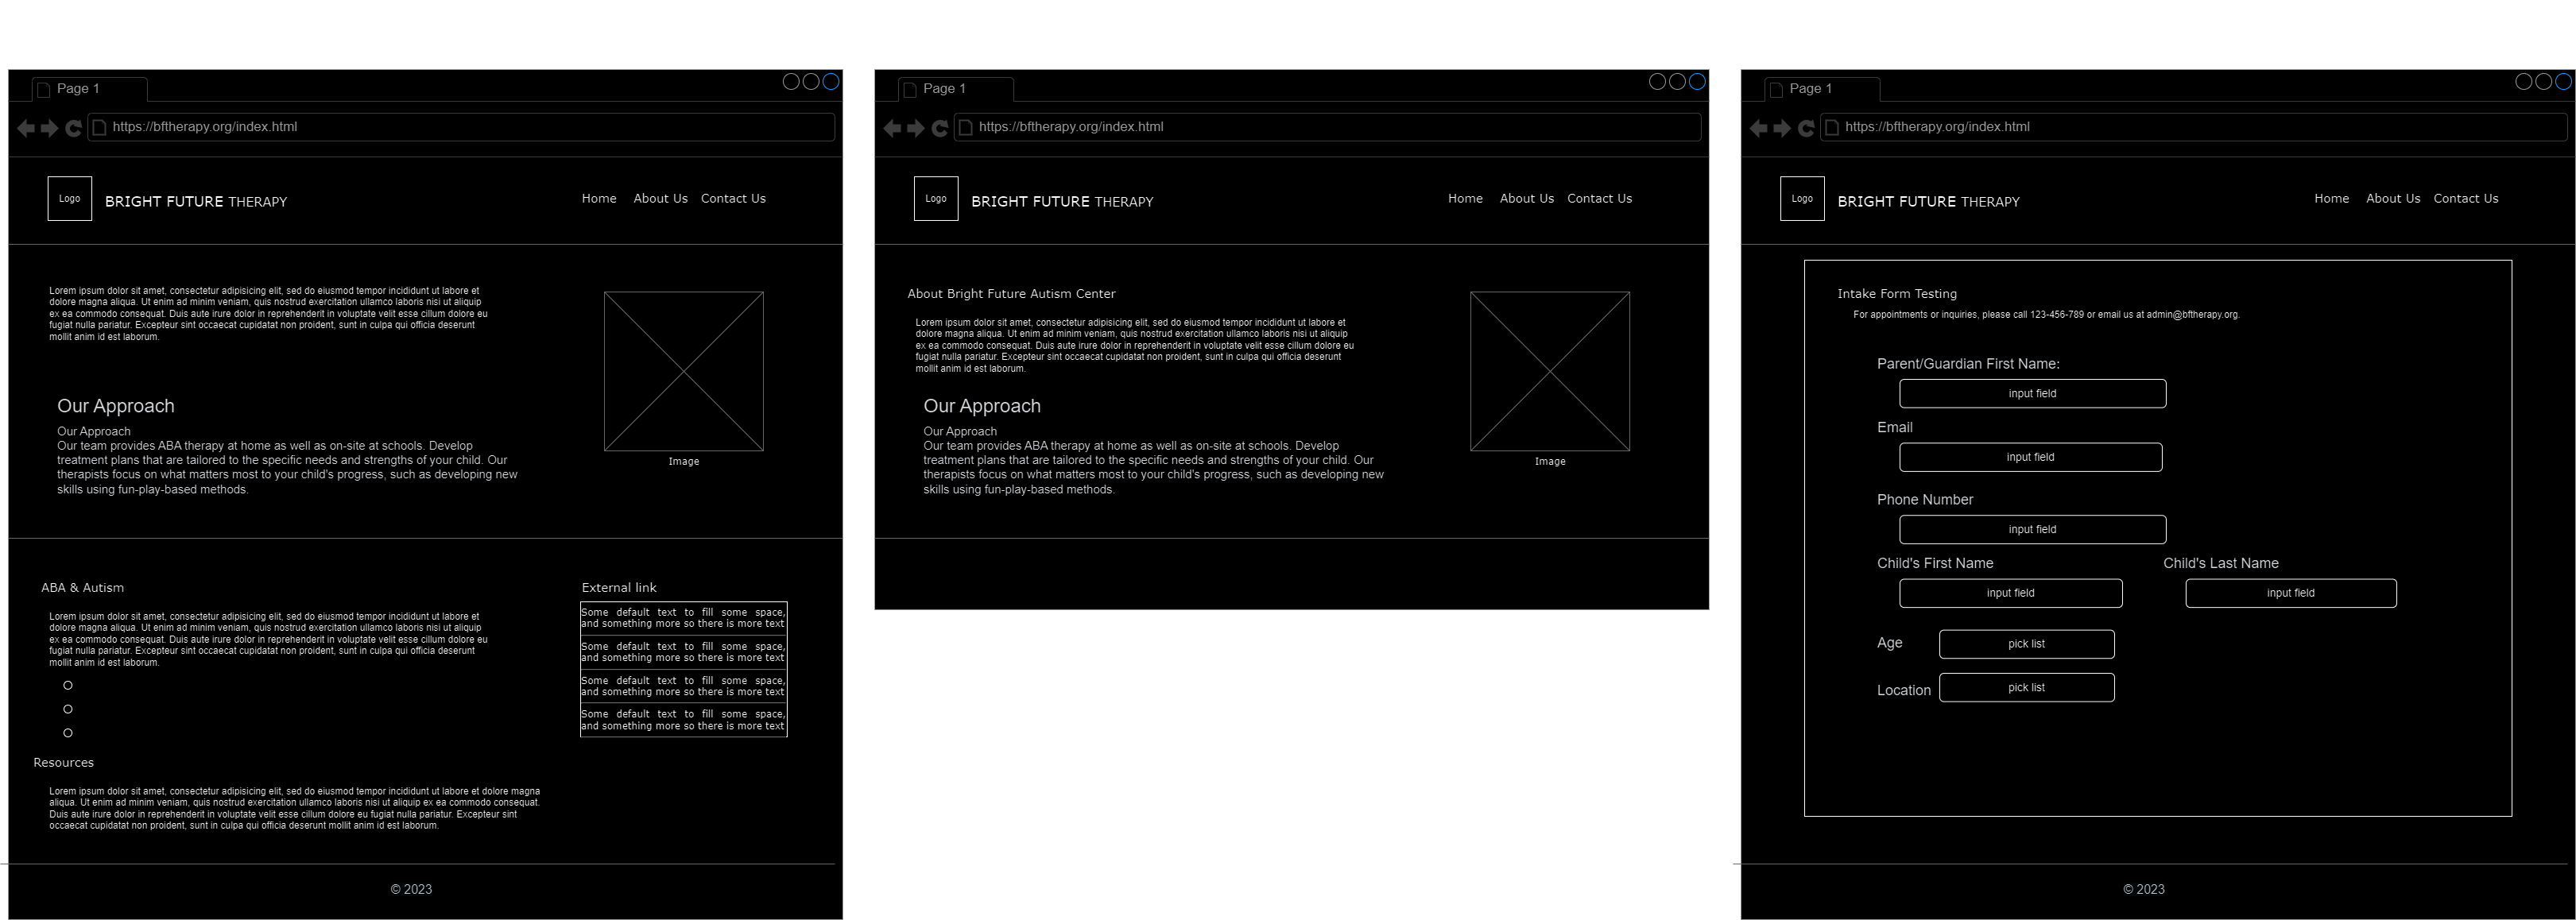 Page 1
https://bftherapy.org/index.html
Logo
BRIGHT FUTURE THERAPY
Home About Us Contact Us
Lorem ipsum dolor sit amet, consectetur adipisicing elit, sed do eiusmod tempor incididunt ut labore et
dolore magna aliqua. Ut enim ad minim veniam, quis nostrud exercitation ullamco laboris nisi ut aliquip
ex ea commodo consequat. Duis aute irure dolor in reprehenderit in voluptate velit esse cillum dolore eu
fugiat nulla pariatur. Excepteur sint occaecat cupidatat non proident, sunt in culpa qui officia deserunt
mollit anim id est laborum.
Our Approach
Our Approach
Our team provides ABA therapy at home as well as on-site at schools. Develop
treatment plans that are tailored to the specific needs and strengths of your child. Our
therapists focus on what matters most to your child's progress, such as developing new
skills using fun-play-based methods.
Image
ABA & Autism
Lorem ipsum dolor sit amet, consectetur adipisicing elit, sed do eiusmod tempor incididunt ut labore et
dolore magna aliqua. Ut enim ad minim veniam, quis nostrud exercitation ullamco laboris nisi ut aliquip
ex ea commodo consequat. Duis aute irure dolor in reprehenderit in voluptate velit esse cillum dolore eu
fugiat nulla pariatur. Excepteur sint occaecat cupidatat non proident, sunt in culpa qui officia deserunt
mollit anim id est laborum.
External link
Some default text to fill some space,
and something more so there is more text
Some default text to fill some space,
and something more so there is more text
Some default text to fill some space,
and something more so there is more text
Some default text to fill some space,
and something more so there is more text
Resources
Lorem ipsum dolor sit amet, consectetur adipisicing elit, sed do eiusmod tempor incididunt ut labore et dolore magna
aliqua. Ut enim ad minim veniam, quis nostrud exercitation ullamco laboris nisi ut aliquip ex ea commodo consequat.
Duis aute irure dolor in reprehenderit in voluptate velit esse cillum dolore eu fugiat nulla pariatur. Excepteur sint
occaecat cupidatat non proident, sunt in culpa qui officia deserunt mollit anim id est laborum.
© 2023
Page 1
https://bftherapy.org/index.html
Logo
BRIGHT FUTURE THERAPY
Home About Us Contact Us
About Bright Future Autism Center
Lorem ipsum dolor sit amet, consectetur adipisicing elit, sed do eiusmod tempor incididunt ut labore et
dolore magna aliqua. Ut enim ad minim veniam, quis nostrud exercitation ullamco laboris nisi ut aliquip
ex ea commodo consequat. Duis aute irure dolor in reprehenderit in voluptate velit esse cillum dolore eu
fugiat nulla pariatur. Excepteur sint occaecat cupidatat non proident, sunt in culpa qui officia deserunt
mollit anim id est laborum.
Our Approach
Our Approach
Our team provides ABA therapy at home as well as on-site at schools. Develop
treatment plans that are tailored to the specific needs and strengths of your child. Our
therapists focus on what matters most to your child's progress, such as developing new
skills using fun-play-based methods.
Image
Page 1
https://bftherapy.org/index.html
Logo
BRIGHT FUTURE THERAPY
Home About Us Contact Us
Intake Form Testing
For appointments or inquiries, please call 123-456-789 or email us at admin@bftherapy.org.
Parent/Guardian First Name:
input field
Email
input field
Phone Number
input field
Child's First Name Child's Last Name
input field input field
Age pick list
Location pick list
© 2023